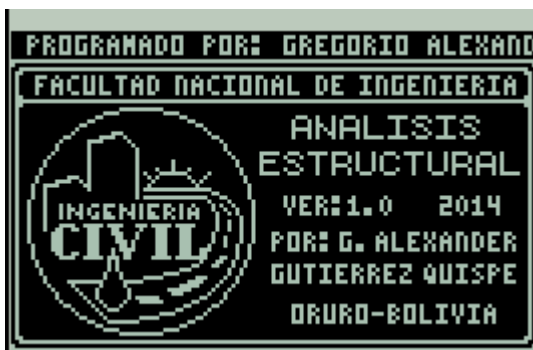 PROGRAMADO POR: GREGORIO ALEXAND
FACULTAD NACIONAL DE INGENIERIA
ANALISIS
ESTRUCTURAL
VER:1.0 2014
POR: G. ALEXANDER
GUTIERREZ QUISPE
ORURO-BOLIVIA
INGENIERIA
CIVIL